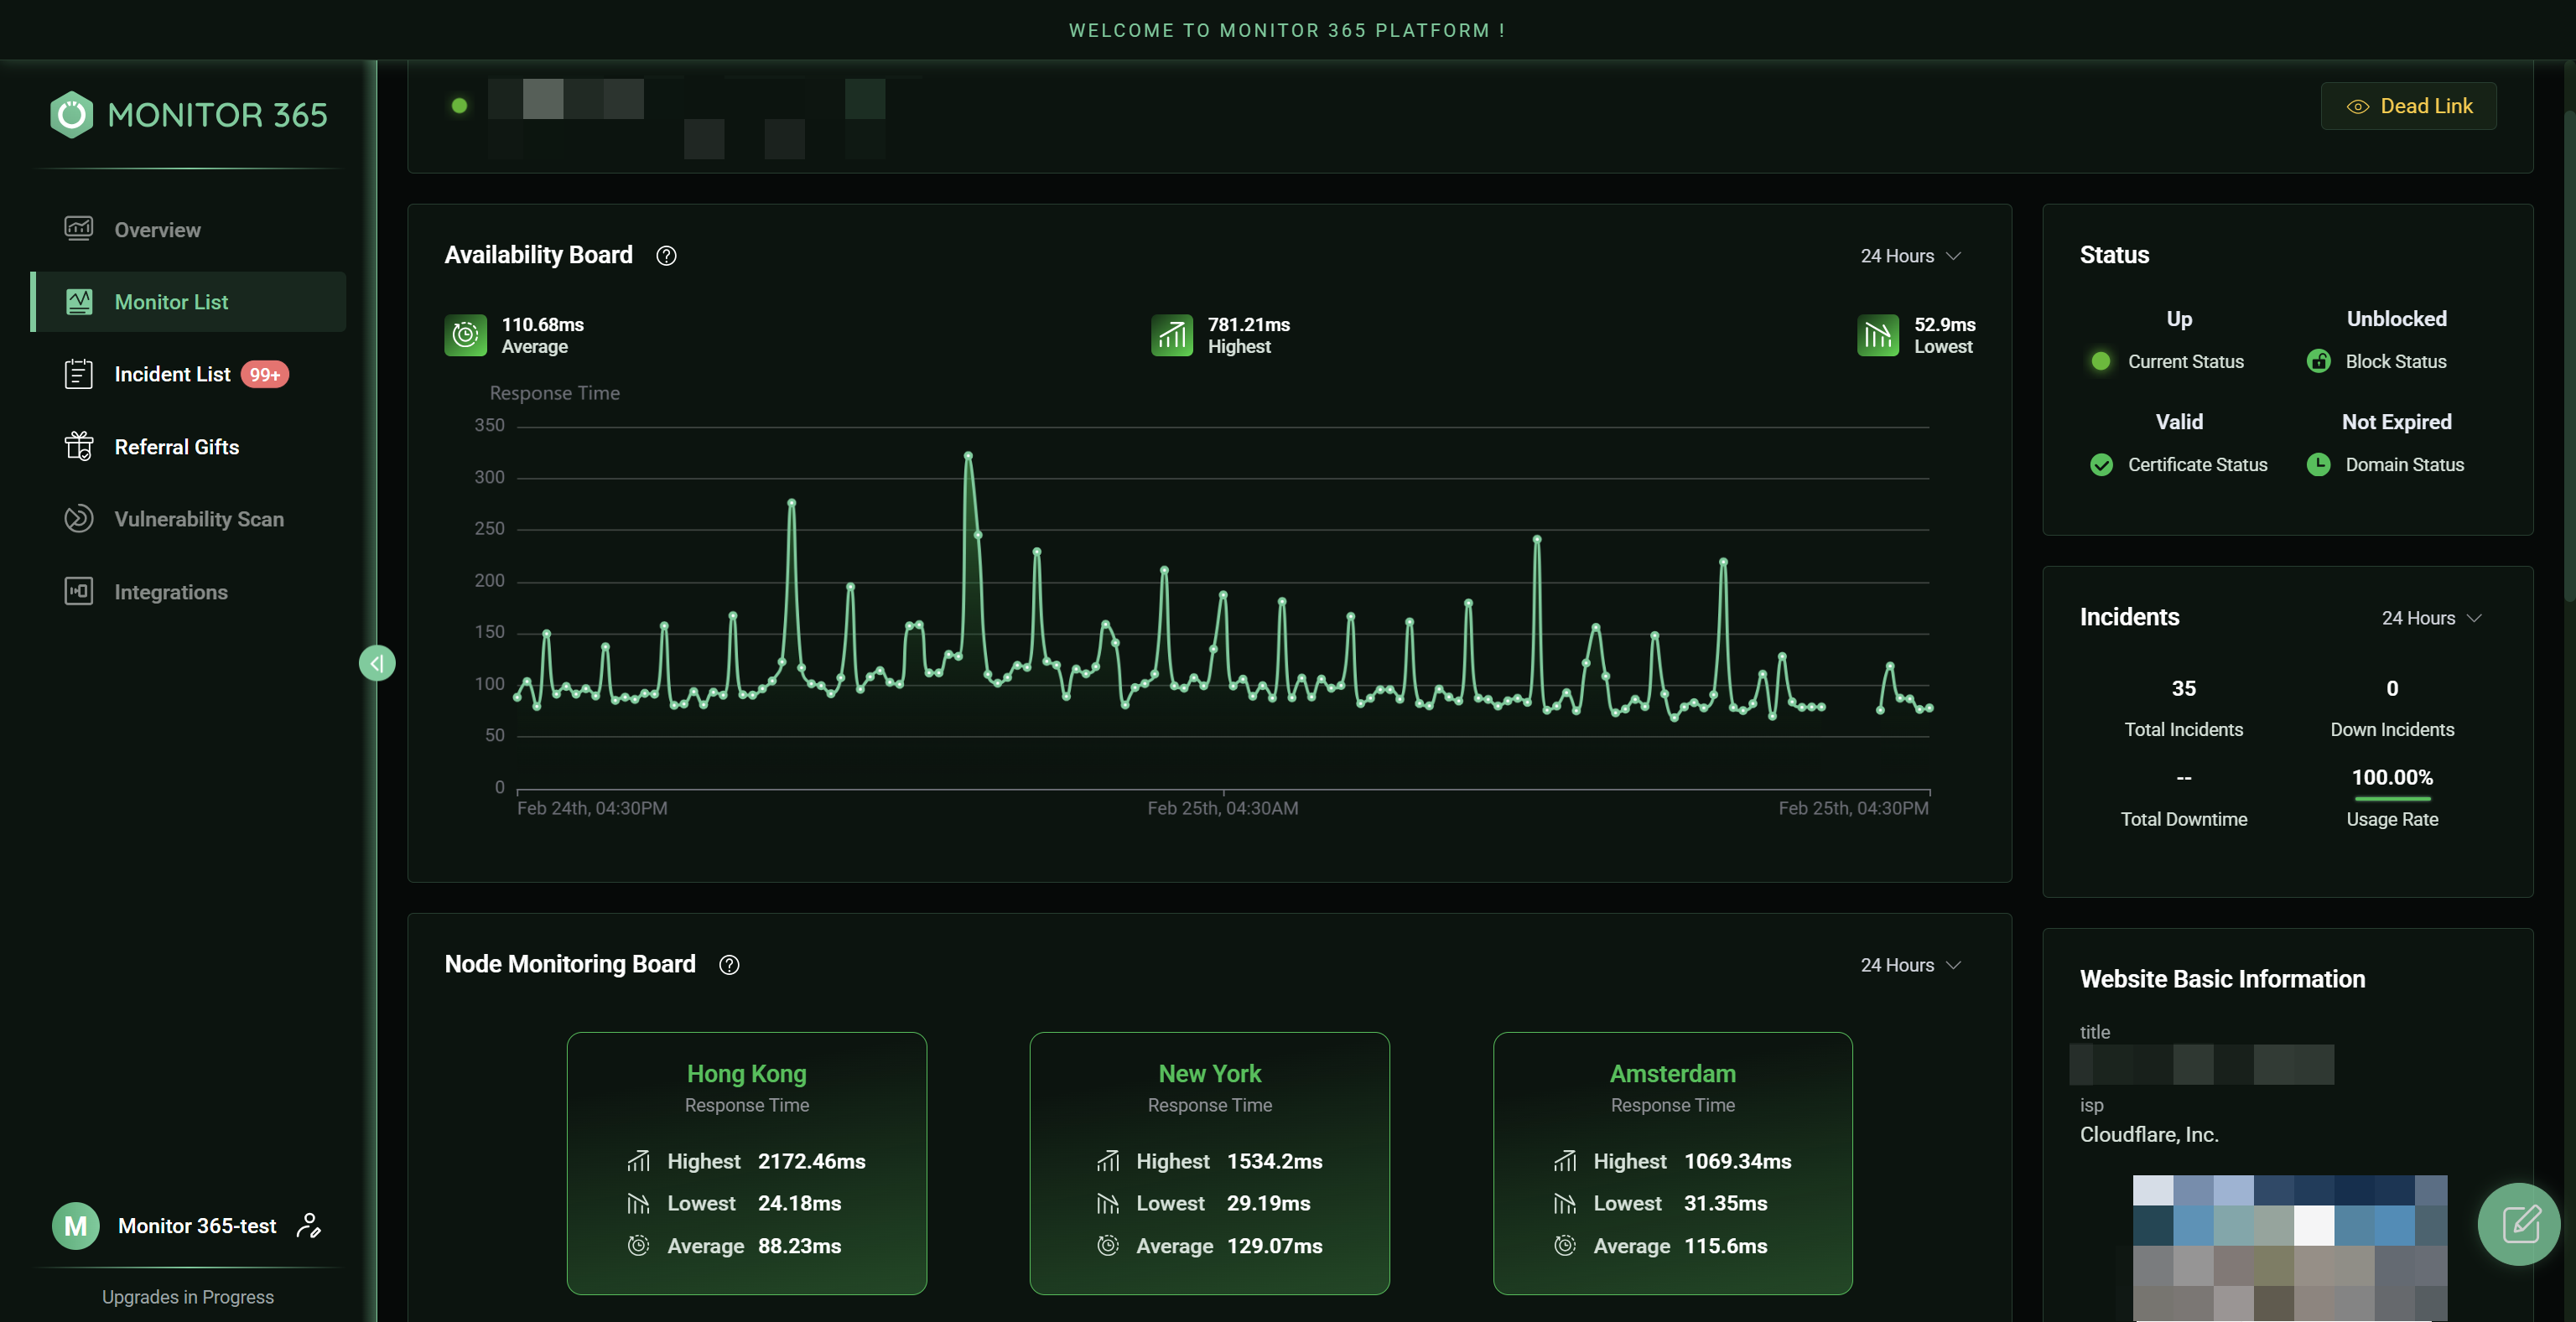 WELCOME TO MONITOR 365 PLATFORM !
MONITOR 365
Overview
Monitor List
Incident List 99+
Referral Gifts
Vulnerability Scan
Integrations
M Monitor 365-test
Upgrades in Progress
Dead Link
Availability Board ?
24 Hours
110.68ms
Average
781.21ms
Highest
52.9ms
Lowest
Response Time
350
300
250
200
150
100
50
0
Feb 24th, 04:30PM
Feb 25th, 04:30AM
Feb 25th, 04:30PM
Node Monitoring Board ?
24 Hours
Hong Kong
Response Time
Highest 2172.46ms
Lowest 24.18ms
Average 88.23ms
New York
Response Time
Highest 1534.2ms
Lowest 29.19ms
Average 129.07ms
Amsterdam
Response Time
Highest 1069.34ms
Lowest 31.35ms
Average 115.6ms
Status
Up
Current Status
Unblocked
Block Status
Valid
Certificate Status
Not Expired
Domain Status
Incidents
24 Hours
35
Total Incidents
0
Down Incidents
--
Total Downtime
100.00%
Usage Rate
Website Basic Information
title
isp
Cloudflare, Inc.